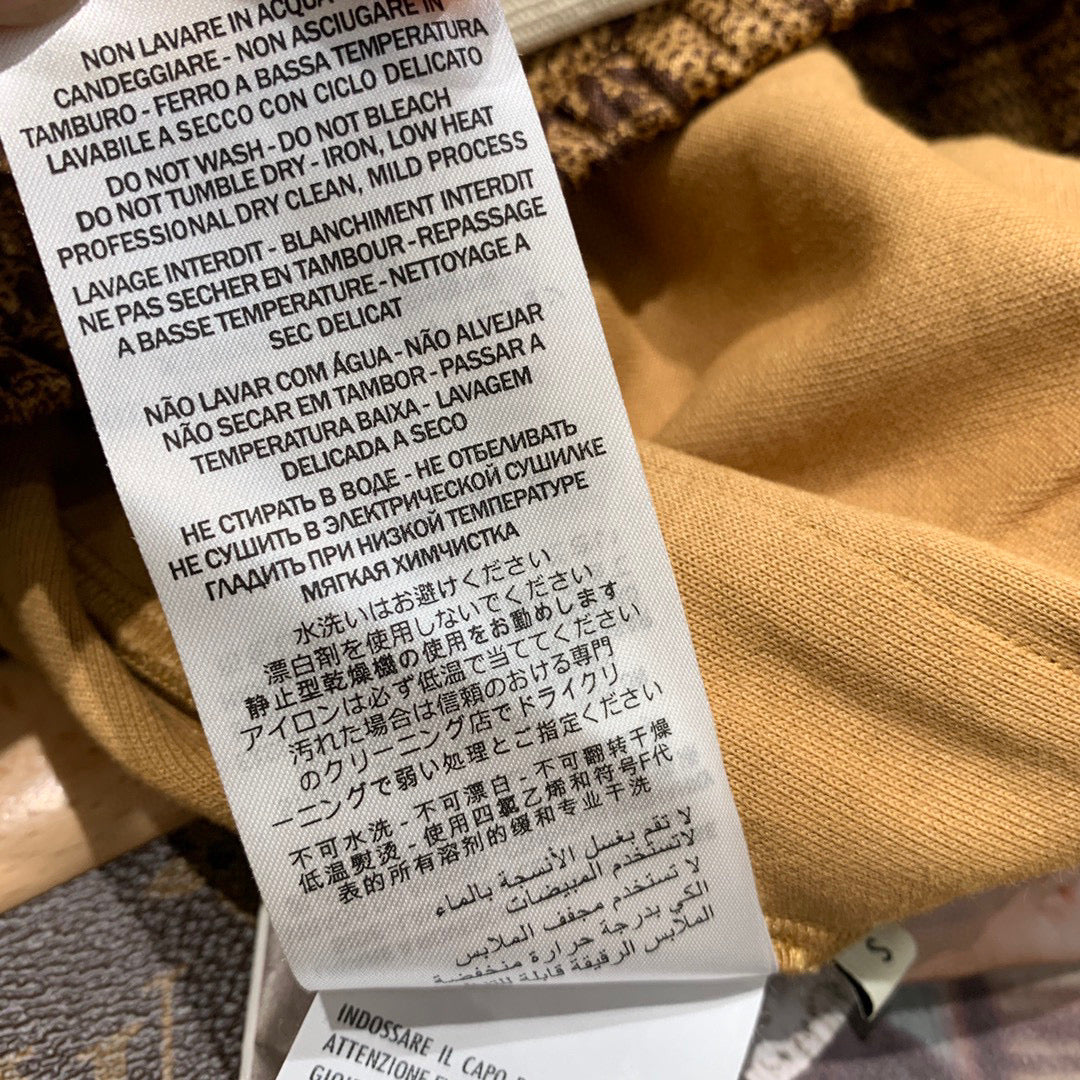 NON LAVARE IN ACQUA
CANDEGGIARE - NON ASCIUGARE IN
TAMBURO - FERRO A BASSA TEMPERATURA
LAVABILE A SECCO CON CICLO DELICATO
DO NOT WASH - DO NOT BLEACH
DO NOT TUMBLE DRY - IRON, LOW HEAT
PROFESSIONAL DRY CLEAN, MILD PROCESS
LAVAGE INTERDIT - BLANCHIMENT INTERDIT
NE PAS SECHER EN TAMBOUR - REPASSAGE
A BASSE TEMPERATURE - NETTOYAGE A
SEC DELICAT
NÃO LAVAR COM ÁGUA - NÃO ALVEJAR
NÃO SECAR EM TAMBOR - PASSAR A
TEMPERATURA BAIXA - LAVAGEM
DELICADA A SECO
НЕ СТИРАТЬ В ВОДЕ - НЕ ОТБЕЛИВАТЬ
НЕ СУШИТЬ В ЭЛЕКТРИЧЕСКОЙ СУШИЛКЕ
ГЛАДИТЬ ПРИ НИЗКОЙ ТЕМПЕРАТУРЕ
МЯГКАЯ ХИМЧИСТКА
水洗いはお避けください
漂白剤を使用しないでください
静止型乾燥機の使用をお勧めします
アイロンは必ず低温で当ててください
汚れた場合は信頼のおける専門
のクリーニング店でドライクリ
ーニングで弱い処理とご指定ください
不可水洗 - 不可漂白 - 不可翻转干燥
低温熨烫 - 使用四氯乙烯和符号F代
表的所有溶剂的缓和专业干洗
لا تقم بغسل الأنسجة بالماء
لاتستخدم المبيضات
لا تستخدم مجفف الملابس
الكي بدرجة حرارة منخفضة
الملابس الرقيقة قابلة
INDOSSARE IL CAPO
ATTENZIONE
S